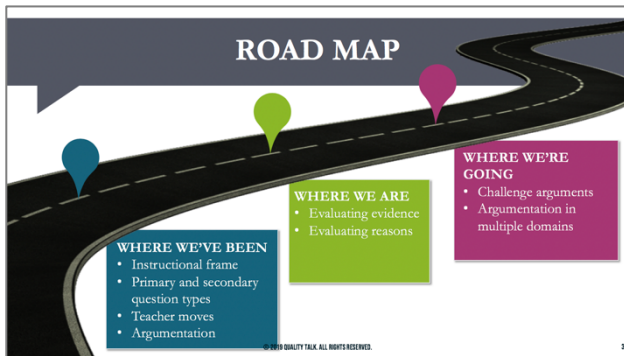 ROAD MAP
WHERE WE'VE BEEN
• Instructional frame
• Primary and secondary
question types
• Teacher moves
• Argumentation
WHERE WE ARE
• Evaluating evidence
• Evaluating reasons
WHERE WE'RE
GOING
• Challenge arguments
• Argumentation in
multiple domains
© 2019 QUALITY TALK. ALL RIGHTS RESERVED.
3